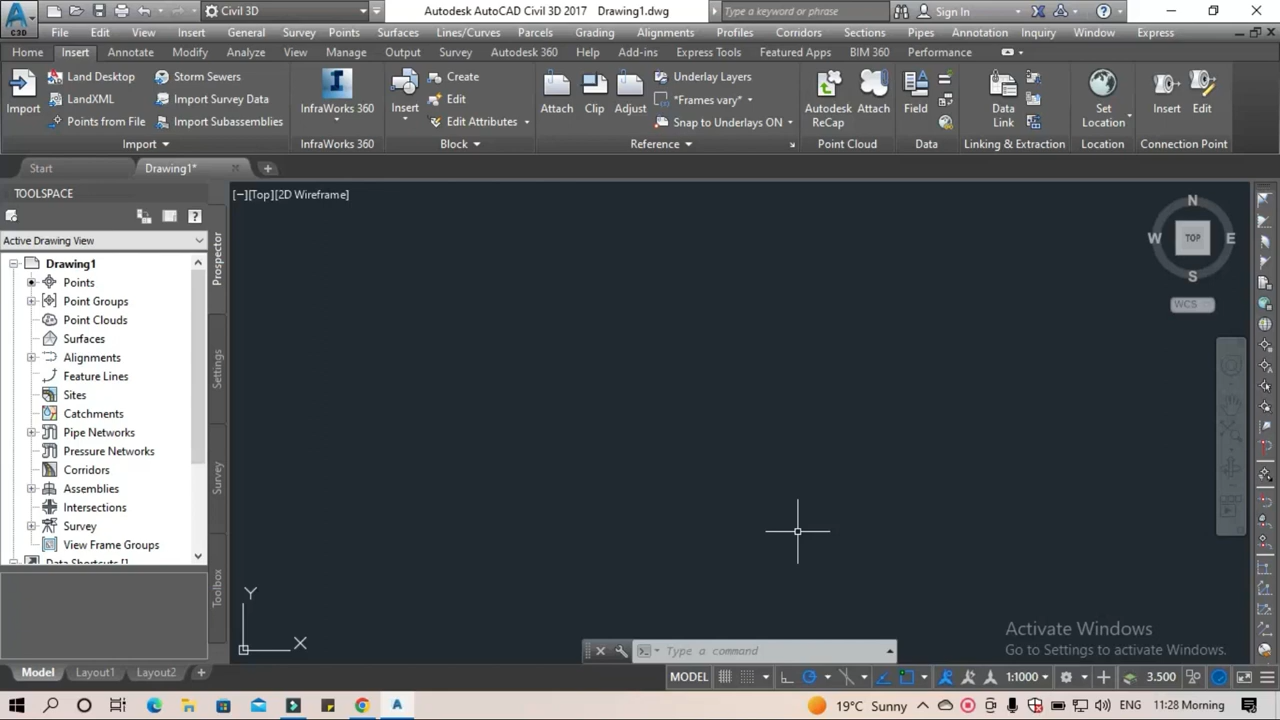 C3D
Civil 3D
Autodesk AutoCAD Civil 3D 2017 Drawing1.dwg
Type a keyword or phrase
Sign In
File Edit View Insert General Survey Points Surfaces Lines/Curves Parcels Grading Alignments Profiles Corridors Sections Pipes Annotation Inquiry Window Express
Home Insert Annotate Modify Analyze View Manage Output Survey Autodesk 360 Help Add-ins Express Tools Featured Apps BIM 360 Performance
Import
Land Desktop
LandXML
Points from File
Storm Sewers
Import Survey Data
Import Subassemblies
InfraWorks 360
Insert
Create
Edit
Edit Attributes
Attach
Clip
Adjust
Underlay Layers
*Frames vary*
Snap to Underlays ON
Autodesk ReCap
Attach
Field
Data Link
Set Location
Insert
Edit
Import
InfraWorks 360
Block
Reference
Point Cloud
Data
Linking & Extraction
Location
Connection Point
Start
Drawing1*
TOOLSPACE
[−][Top][2D Wireframe]
?
Active Drawing View
Drawing1
Points
Point Groups
Point Clouds
Surfaces
Alignments
Feature Lines
Sites
Catchments
Pipe Networks
Pressure Networks
Corridors
Assemblies
Intersections
Survey
View Frame Groups
Data Shortcuts []
Prospector
Settings
Survey
Toolbox
N
W
TOP
E
S
WCS
Y
X
Type a command
Activate Windows
Go to Settings to activate Windows.
Model
Layout1
Layout2
MODEL
1:1000
3.500
19°C Sunny
ENG
11:28 Morning